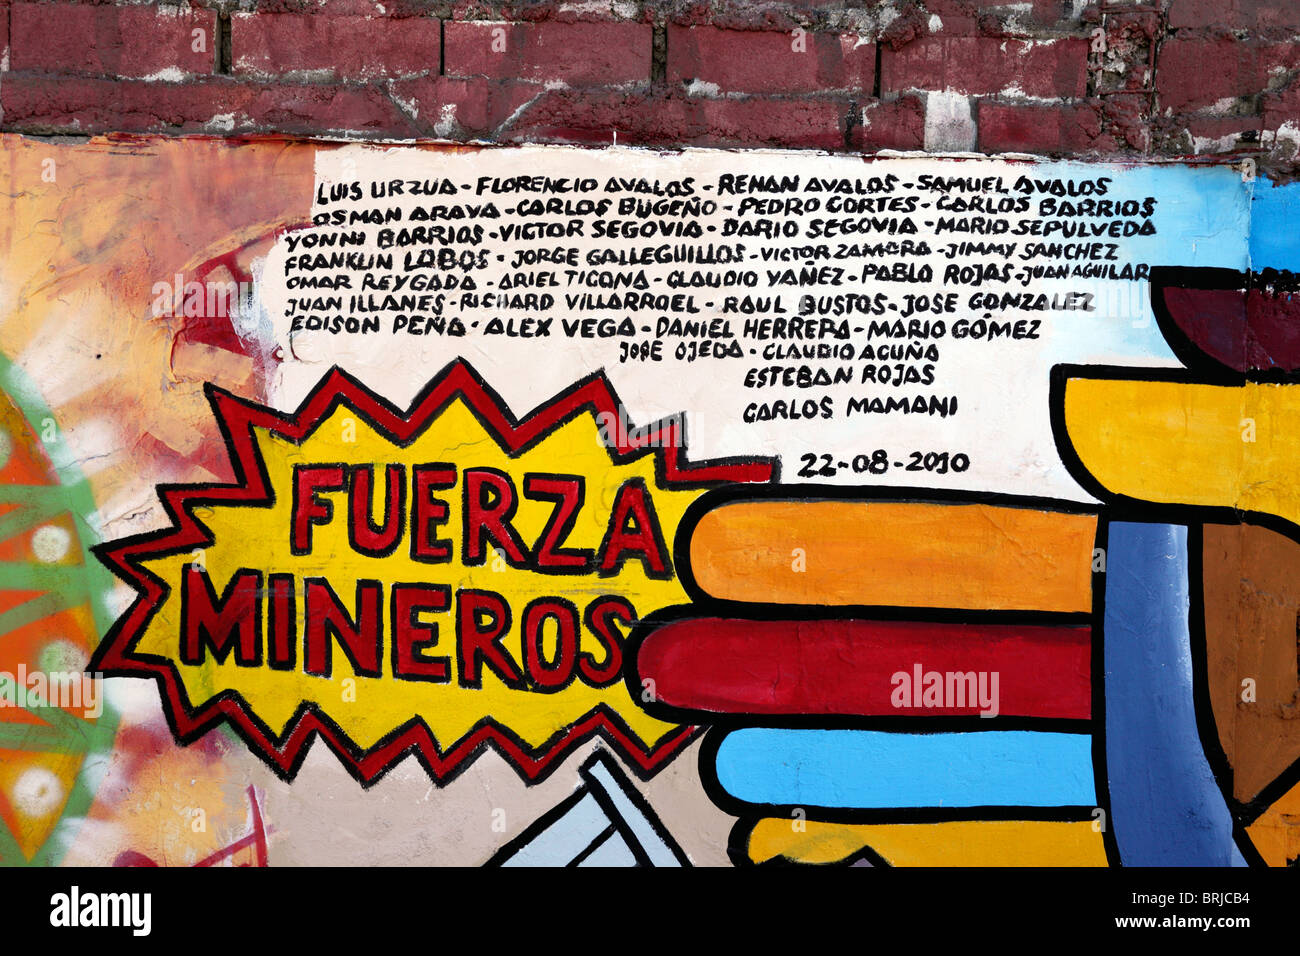 LUIS URZUA - FLORENCIO AVALOS - RENAN AVALOS - SAMUEL AVALOS
OSMAN ARAYA - CARLOS BUGEÑO - PEDRO CORTES - CARLOS BARRIOS
YONNI BARRIOS - VICTOR SEGOVIA - DARIO SEGOVIA - MARIO SEPULVEDA
FRANKLIN LOBOS - JORGE GALLEGUILLOS - VICTOR ZAMORA - JIMMY SANCHEZ
OMAR REYGADA - ARIEL TICONA - CLAUDIO YAÑEZ - PABLO ROJAS - JUAN AGUILAR
JUAN ILLANES - RICHARD VILLARROEL - RAUL BUSTOS - JOSE GONZALEZ
EDISON PEÑA - ALEX VEGA - DANIEL HERRERA - MARIO GÓMEZ
JOSE OJEDA - CLAUDIO ACUÑA
ESTEBAN ROJAS
CARLOS MAMANI
22-08-2010
FUERZA
MINEROS
alamy
a
a
a
a
alamy
Image ID: BRJCB4
www.alamy.com